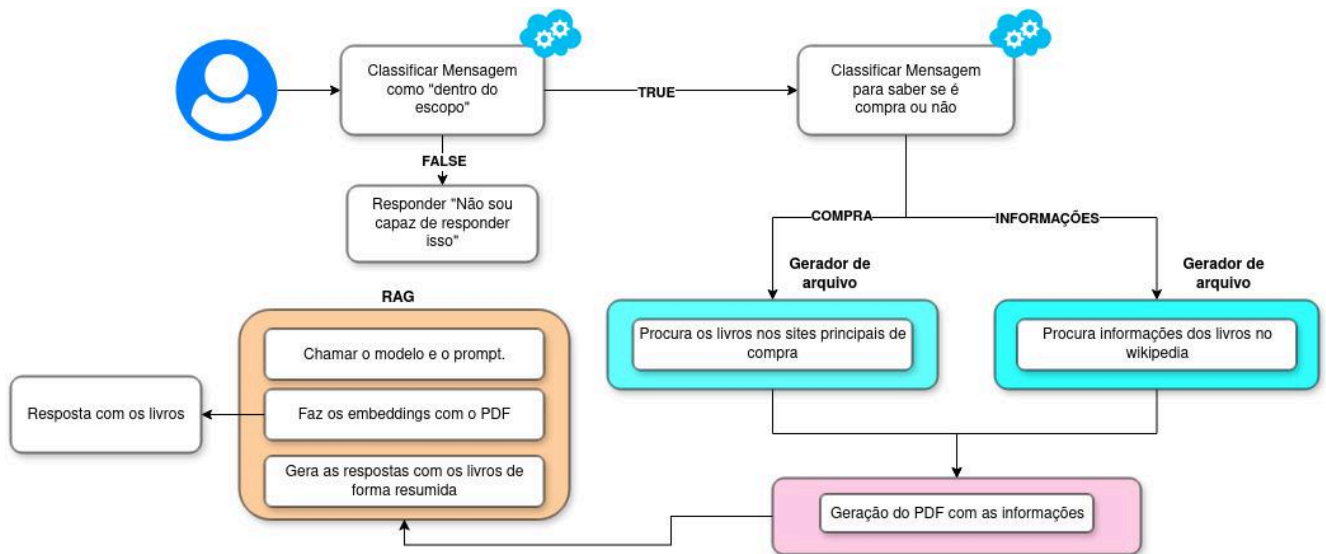 Classificar Mensagem
como "dentro do
escopo"
TRUE
Classificar Mensagem
para saber se é
compra ou não
FALSE
Responder "Não sou
capaz de responder
isso"
COMPRA
INFORMAÇÕES
Gerador de
arquivo
Gerador de
arquivo
Procura os livros nos sites principais de
compra
Procura informações dos livros no
wikipedia
RAG
Chamar o modelo e o prompt.
Faz os embeddings com o PDF
Gera as respostas com os livros de
forma resumida
Resposta com os livros
Geração do PDF com as informações